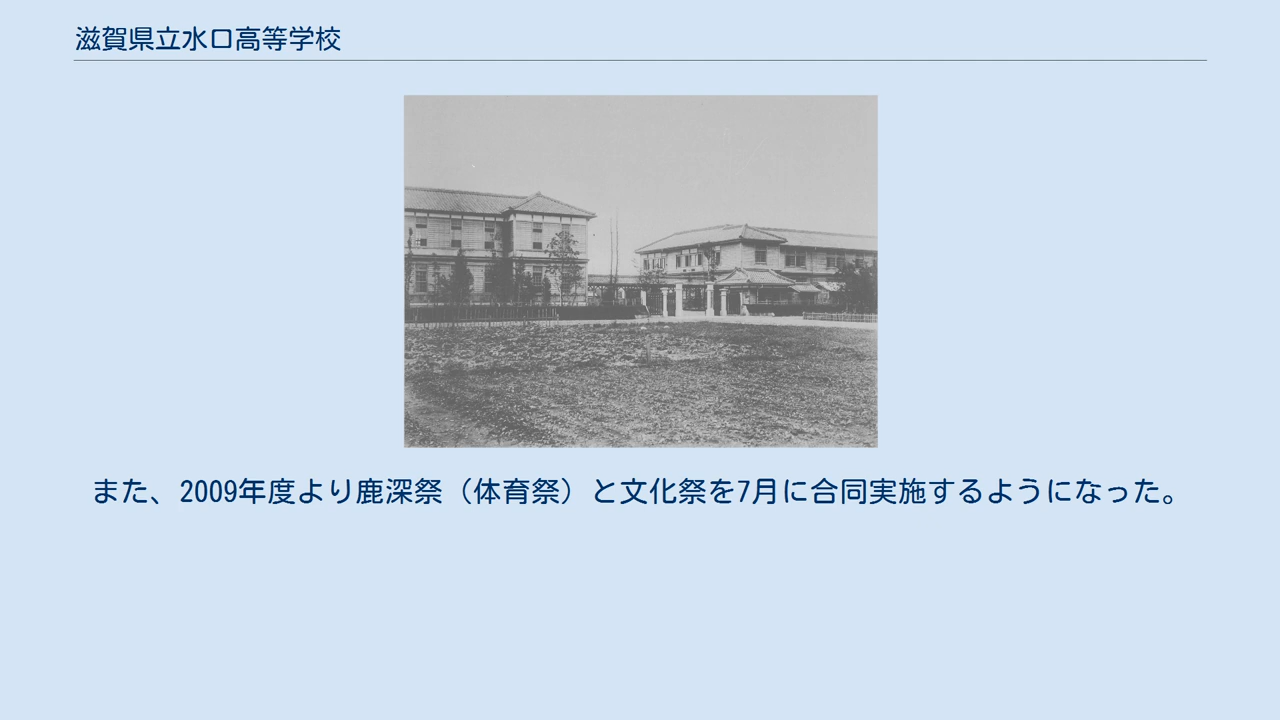 滋賀県立水口高等学校
また、2009年度より鹿深祭（体育祭）と文化祭を7月に合同実施するようになった。